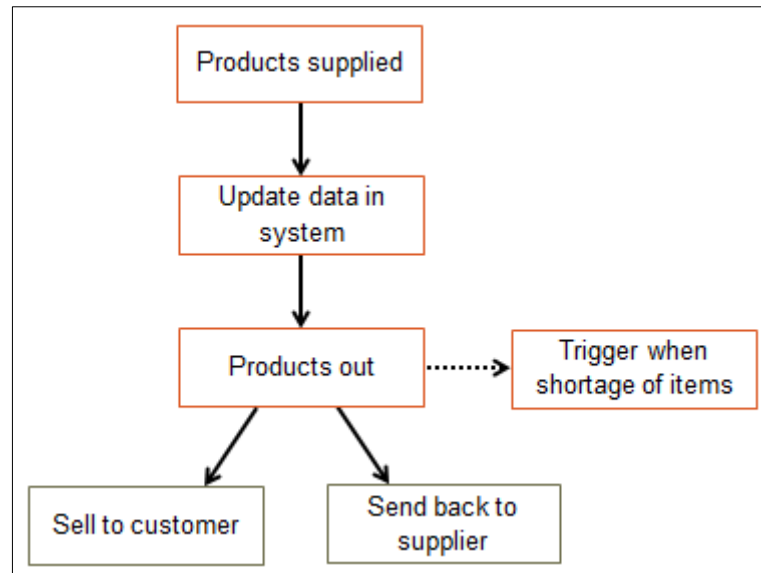 Products supplied
Update data in
system
Products out
Trigger when
shortage of items
Sell to customer
Send back to
supplier